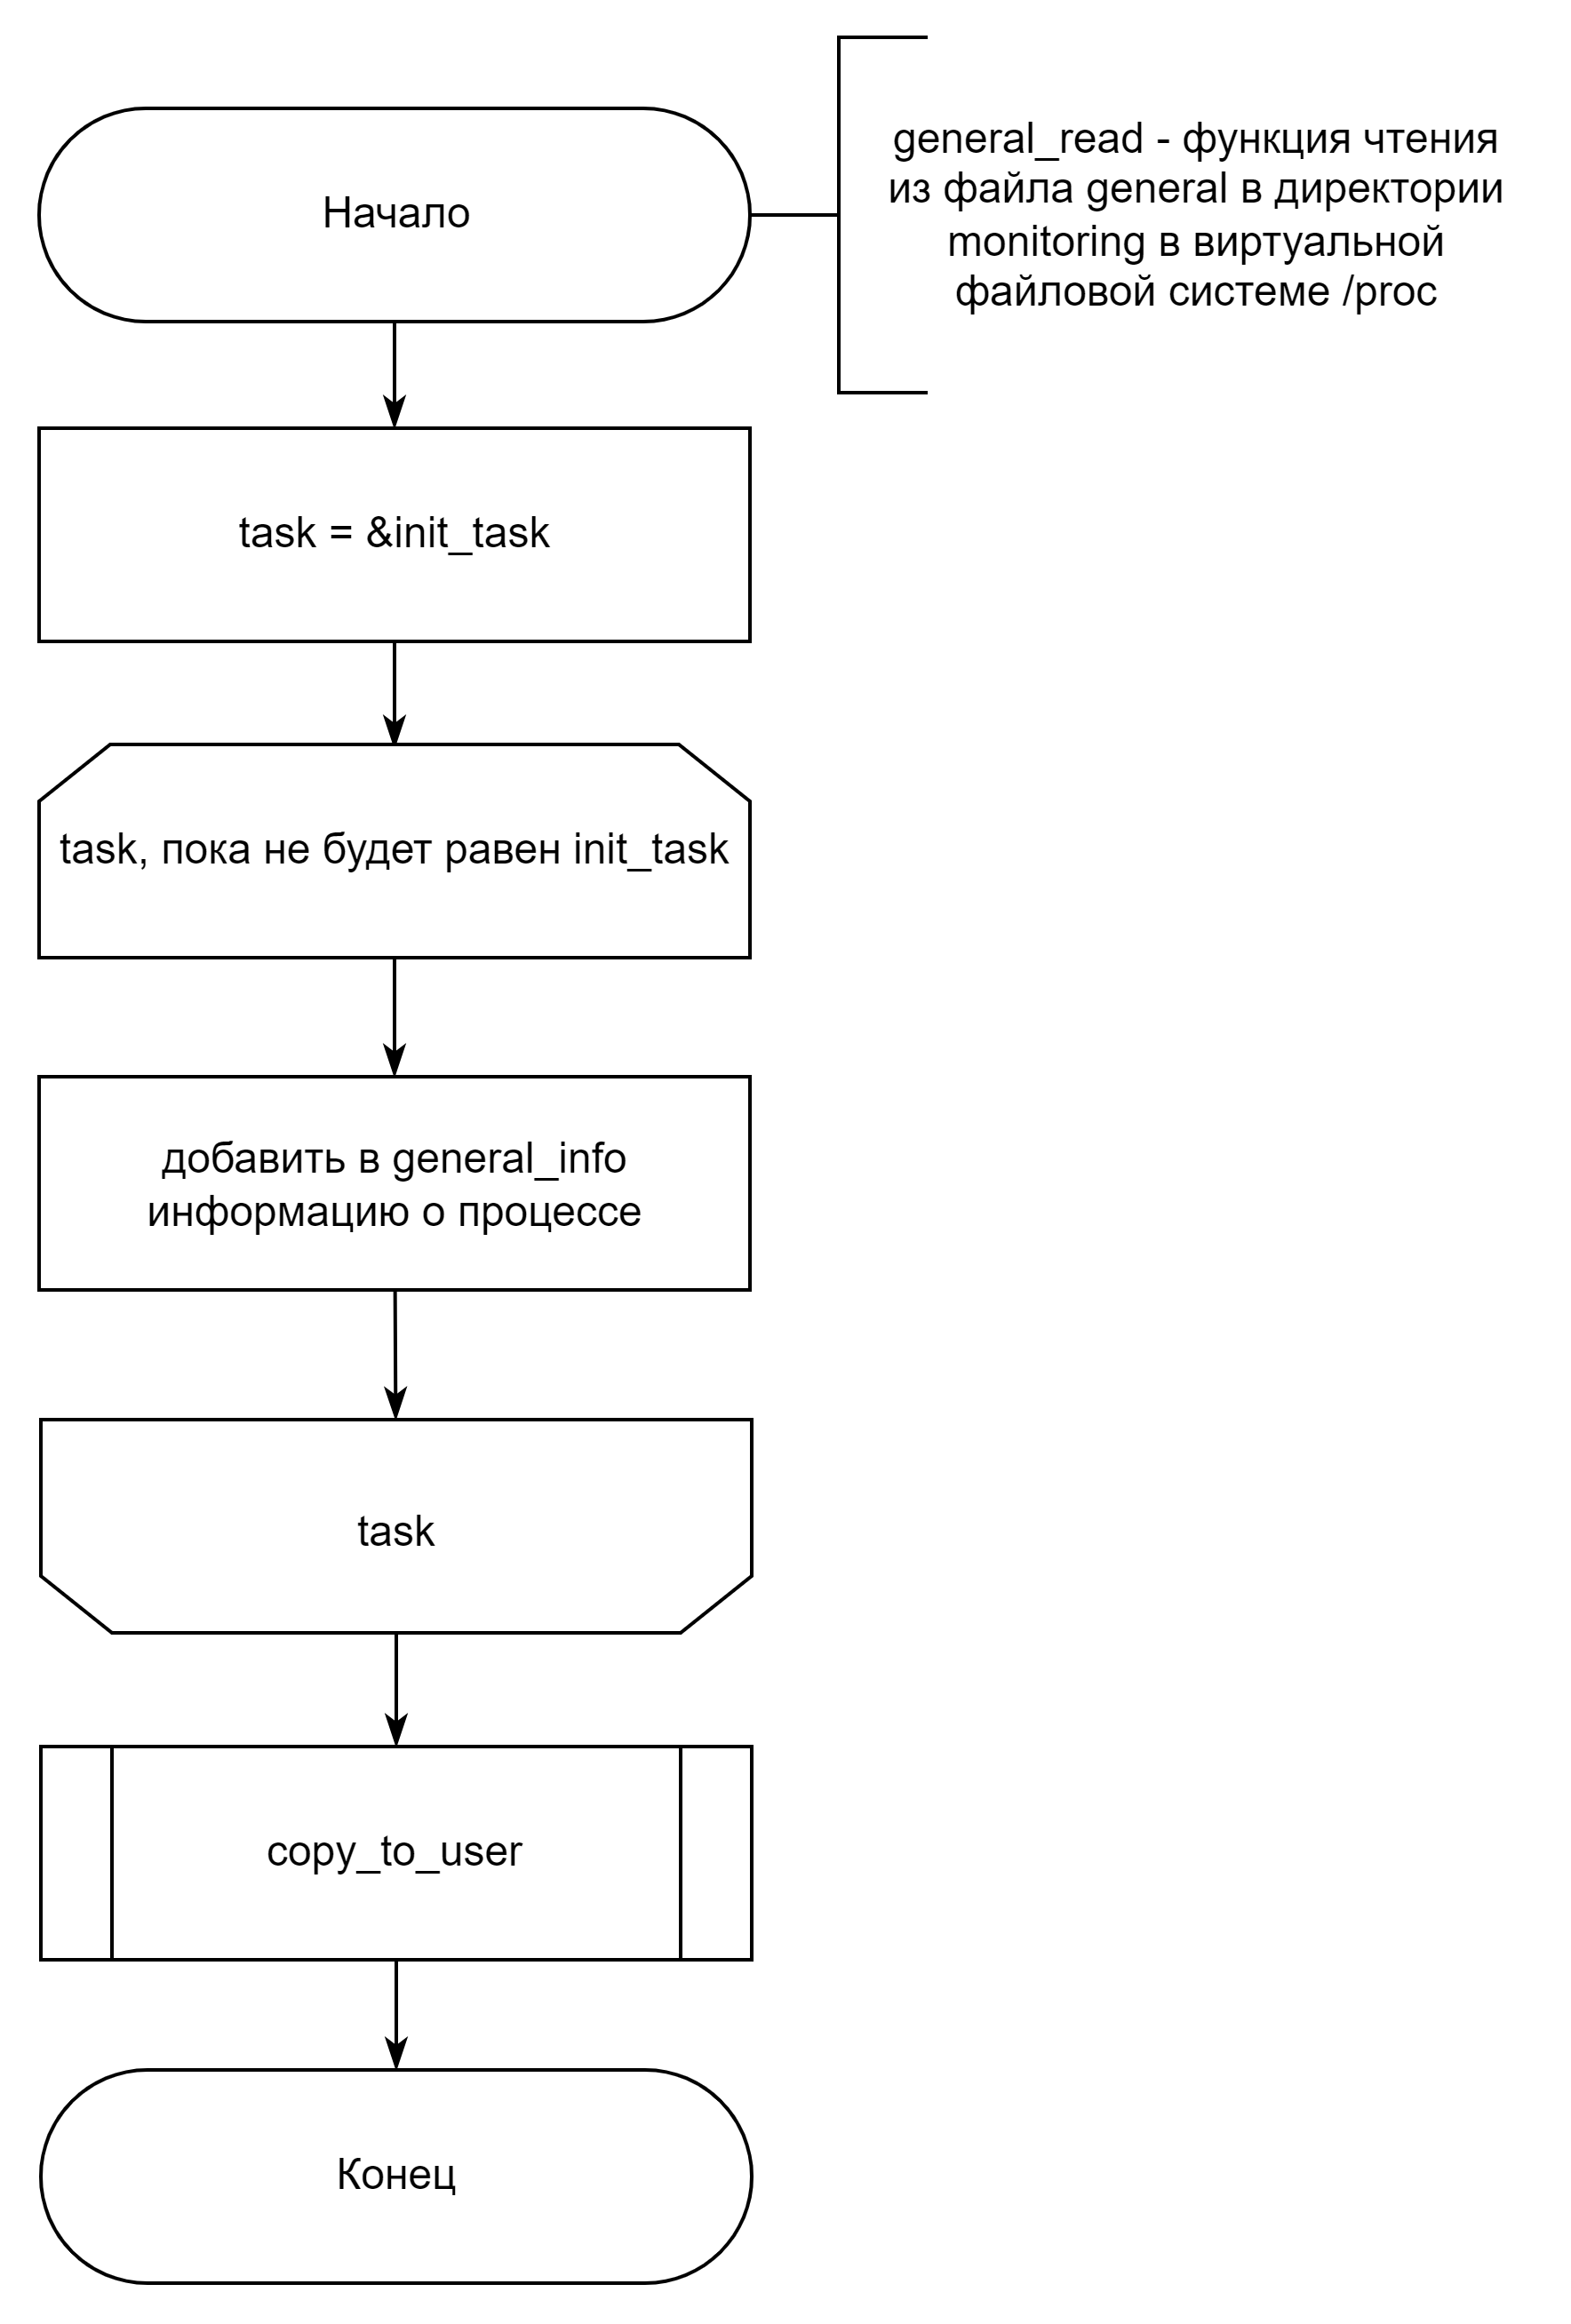 Начало
general_read - функция чтения
из файла general в директории
monitoring в виртуальной
файловой системе /proc
task = &init_task
task, пока не будет равен init_task
добавить в general_info
информацию о процессе
task
copy_to_user
Конец